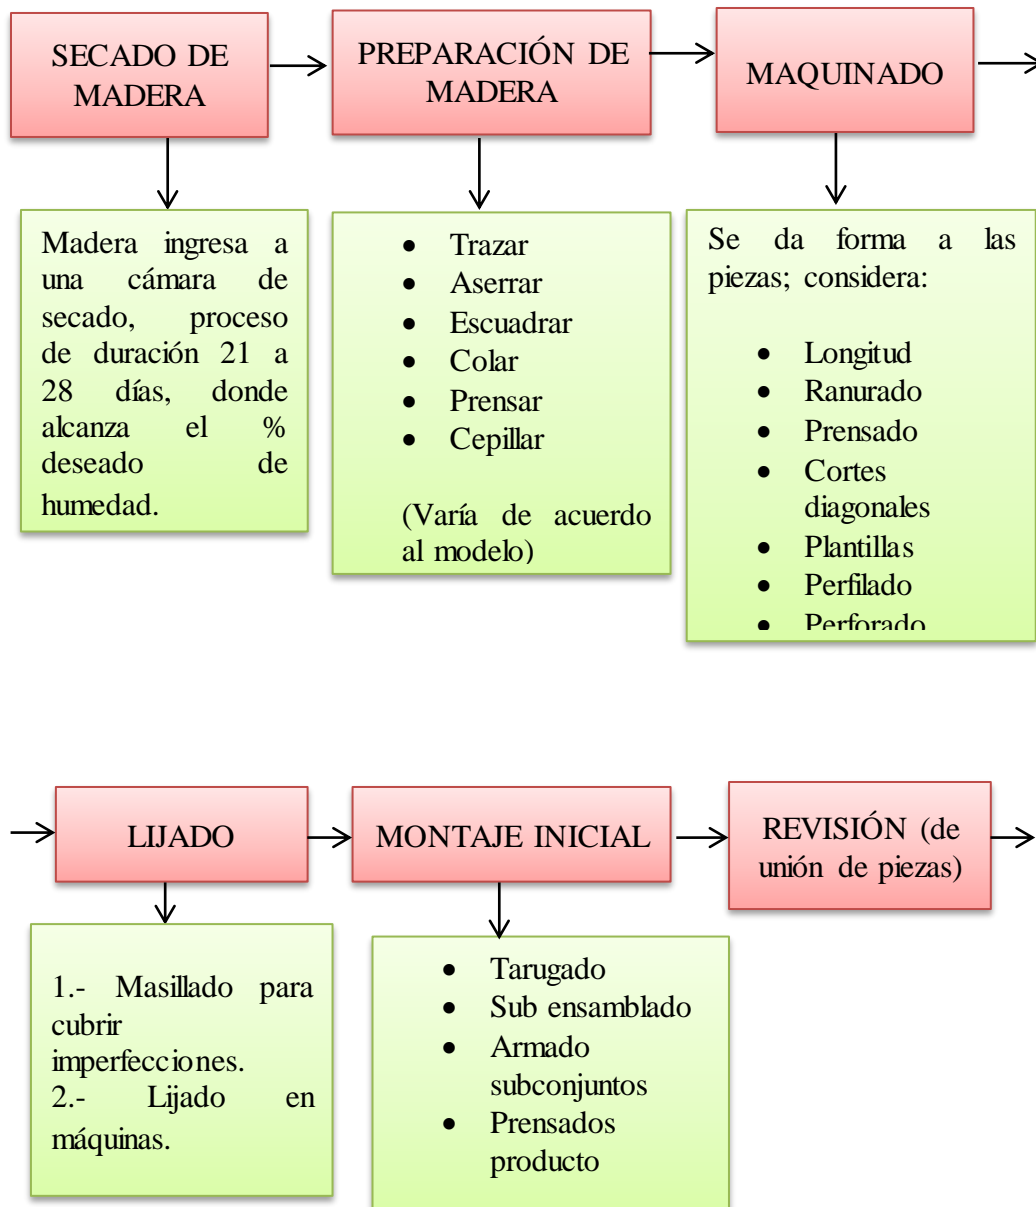 SECADO DE
MADERA
PREPARACIÓN DE
MADERA
MAQUINADO
Madera ingresa a
una cámara de
secado, proceso
de duración 21 a
28 días, donde
alcanza el %
deseado de
humedad.
• Trazar
• Aserrar
• Escuadrar
• Colar
• Prensar
• Cepillar
(Varía de acuerdo
al modelo)
Se da forma a las
piezas; considera:
• Longitud
• Ranurado
• Prensado
• Cortes
diagonales
• Plantillas
• Perfilado
• Perforado
LIJADO
MONTAJE INICIAL
REVISIÓN (de
unión de piezas)
1.- Masillado para
cubrir
imperfecciones.
2.- Lijado en
máquinas.
• Tarugado
• Sub ensamblado
• Armado
subconjuntos
• Prensados
producto